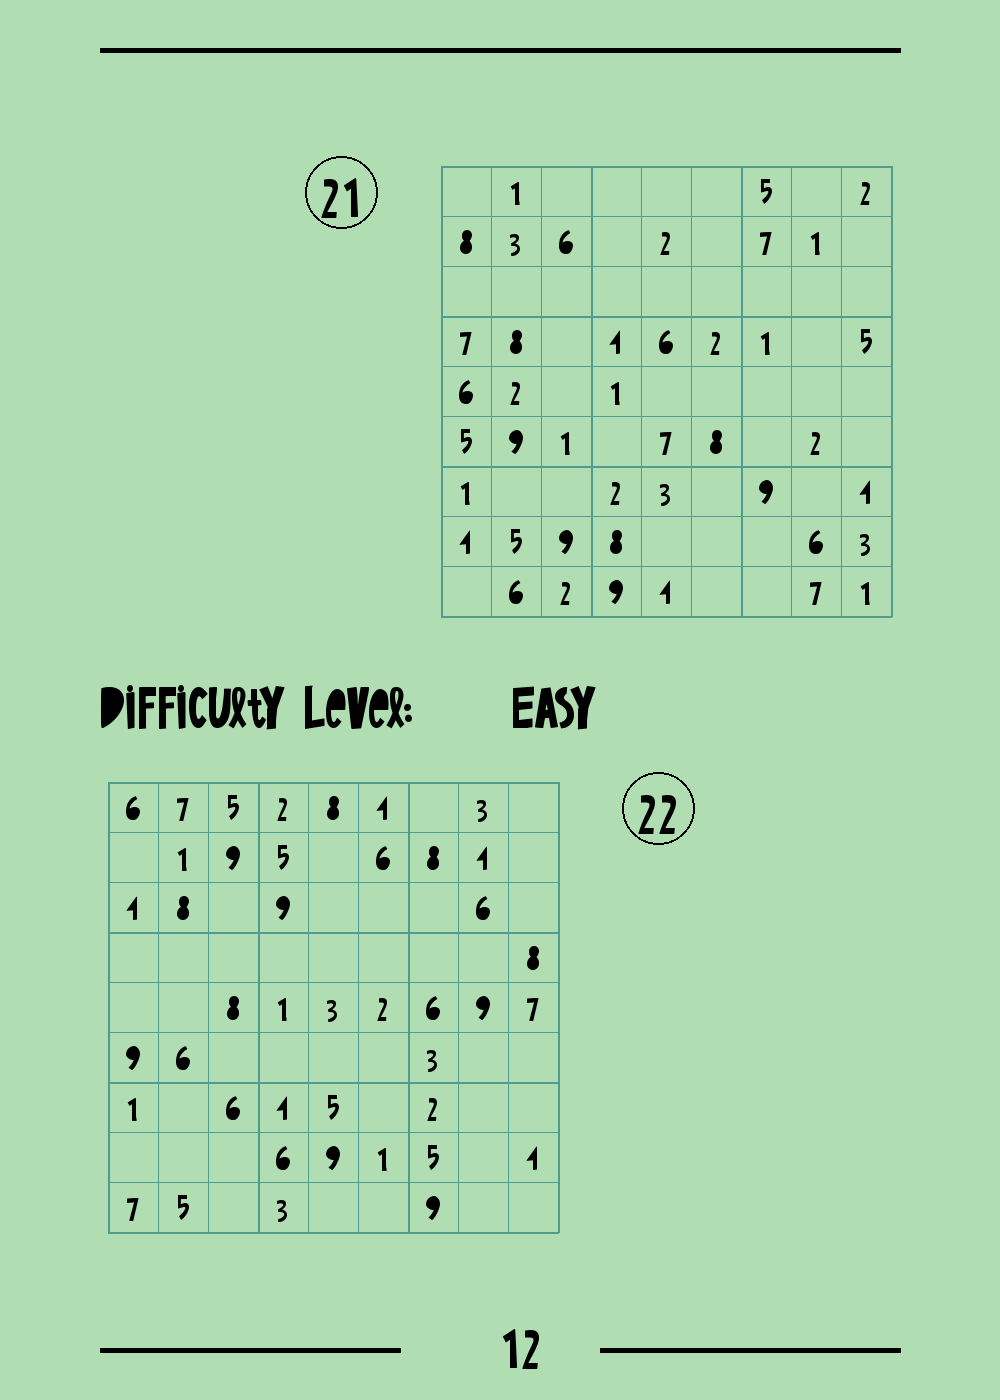 21
1 5 2
8 3 6 2 7 1
7 8 4 6 2 1 5
6 2 1
5 9 1 7 8 2
1 2 3 9 4
4 5 9 8 6 3
6 2 9 4 7 1
Difficulty Level: EASY
22
6 7 5 2 8 4 3
1 9 5 6 8 4
4 8 9 6
8
8 1 3 2 6 9 7
9 6 3
1 6 4 5 2
6 9 1 5 4
7 5 3 9
12